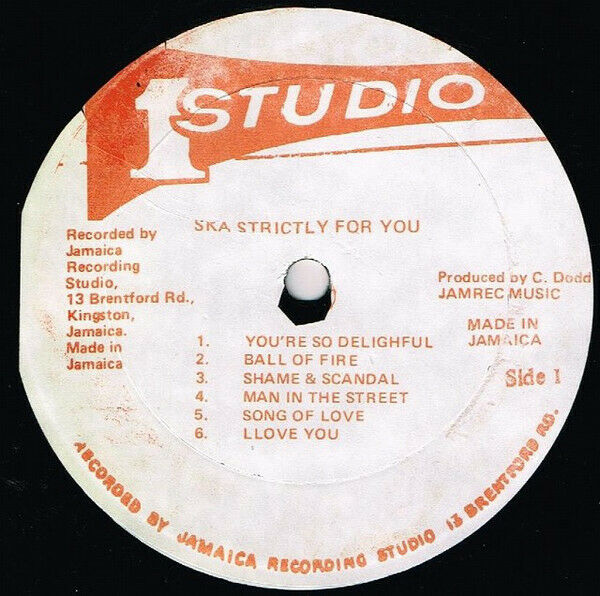 1 STUDIO
SKA STRICTLY FOR YOU
Recorded by
Jamaica
Recording
Studio,
13 Brentford Rd.,
Kingston,
Jamaica.
Made in
Jamaica
Produced by C. Dodd
JAMREC MUSIC
MADE IN
JAMAICA
Side 1
1. YOU'RE SO DELIGHFUL
2. BALL OF FIRE
3. SHAME & SCANDAL
4. MAN IN THE STREET
5. SONG OF LOVE
6. LLOVE YOU
RECORDED BY JAMAICA RECORDING STUDIO 13 BRENTFORD RD.